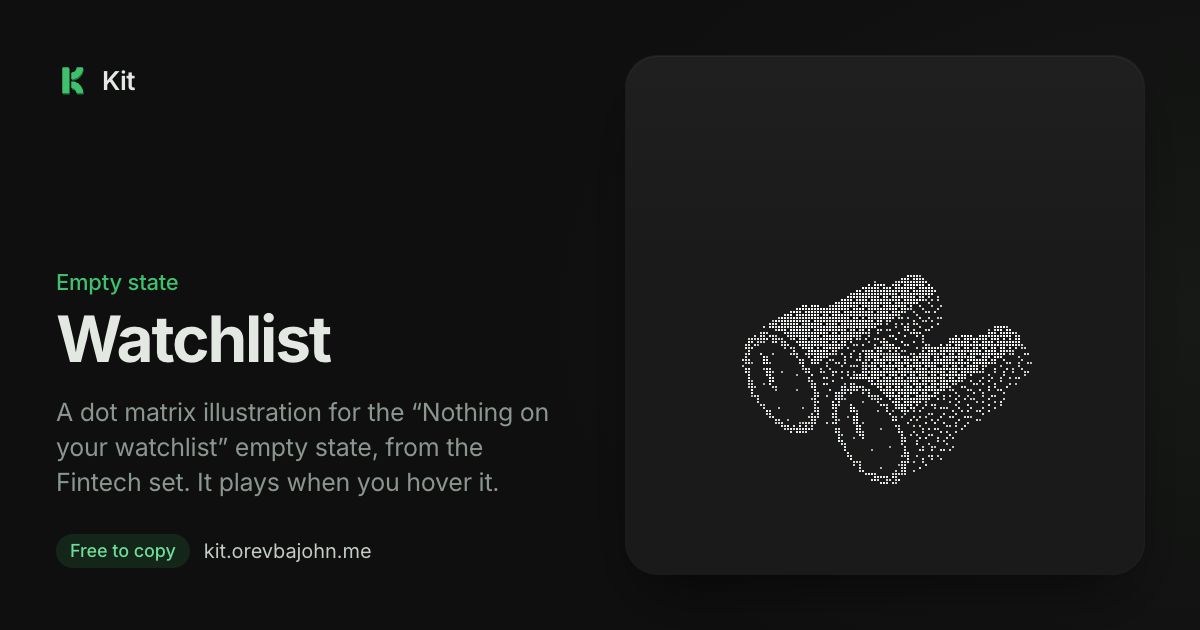 Kit
Empty state
Watchlist
A dot matrix illustration for the “Nothing on
your watchlist” empty state, from the
Fintech set. It plays when you hover it.
Free to copy
kit.orevbajohn.me